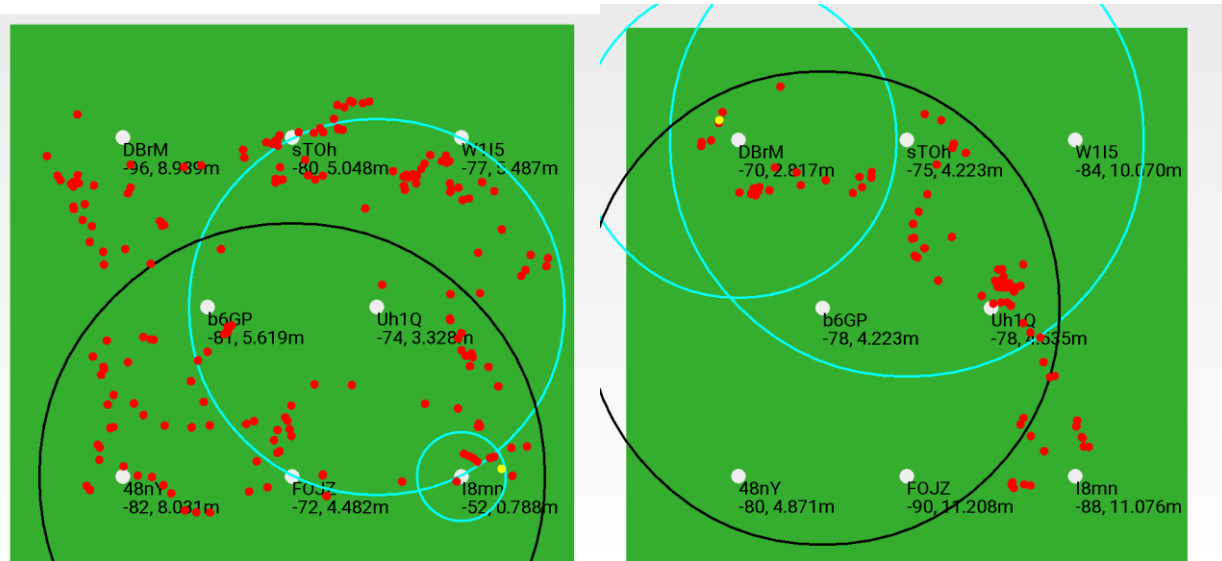 DBrM
-96, 8.939m
sTOh
-80, 5.048m
W1I5
-77, 5.487m
b6GP
-81, 5.619m
Uh1Q
-74, 3.328m
48nY
-82, 8.031m
FOJZ
-72, 4.482m
I8mn
-52, 0.788m
DBrM
-70, 2.817m
sTOh
-75, 4.223m
W1I5
-84, 10.070m
b6GP
-78, 4.223m
Uh1Q
-78, 4.635m
48nY
-80, 4.871m
FOJZ
-90, 11.208m
I8mn
-88, 11.076m